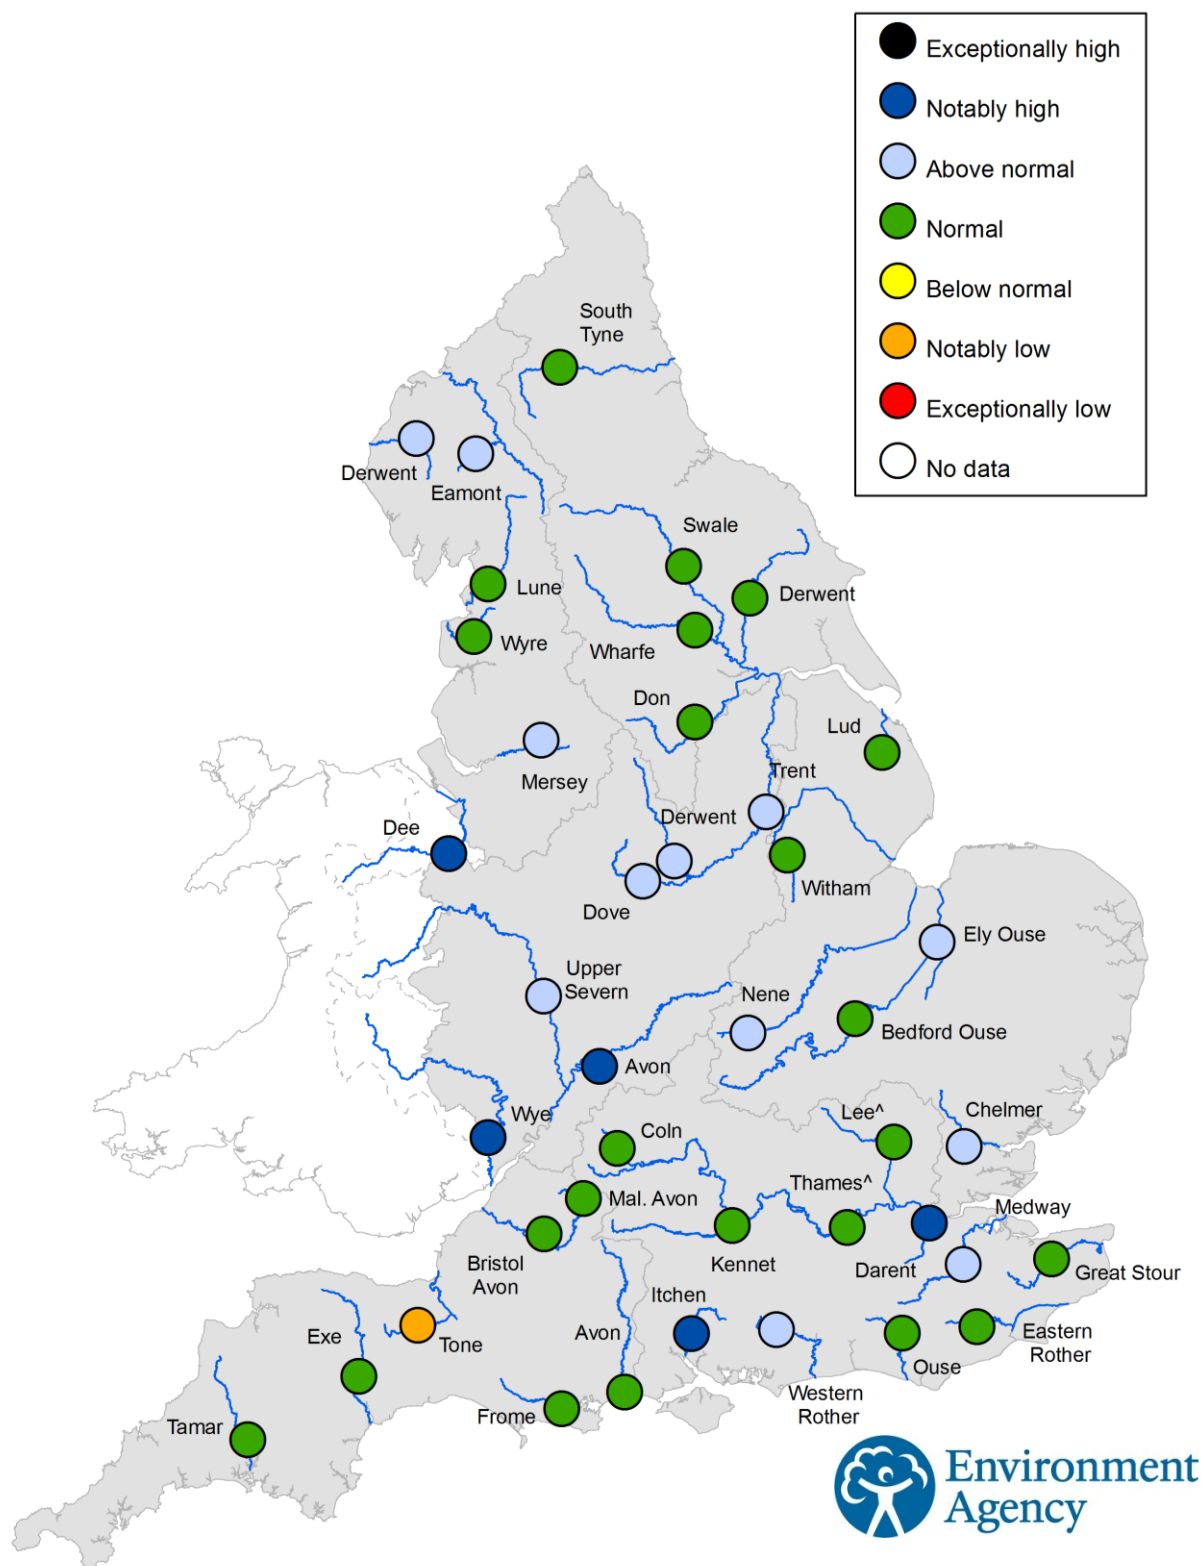 Exceptionally high
Notably high
Above normal
Normal
Below normal
Notably low
Exceptionally low
No data
South
Tyne
Derwent
Eamont
Swale
Lune
Derwent
Wyre
Wharfe
Don
Lud
Mersey
Trent
Derwent
Dee
Witham
Dove
Ely Ouse
Upper
Severn
Nene
Bedford Ouse
Avon
Wye
Lee^
Chelmer
Coln
Thames^
Mal. Avon
Medway
Bristol
Avon
Kennet
Darent
Great Stour
Itchen
Exe
Tone
Avon
Eastern
Rother
Ouse
Western
Rother
Frome
Tamar
Environment
Agency